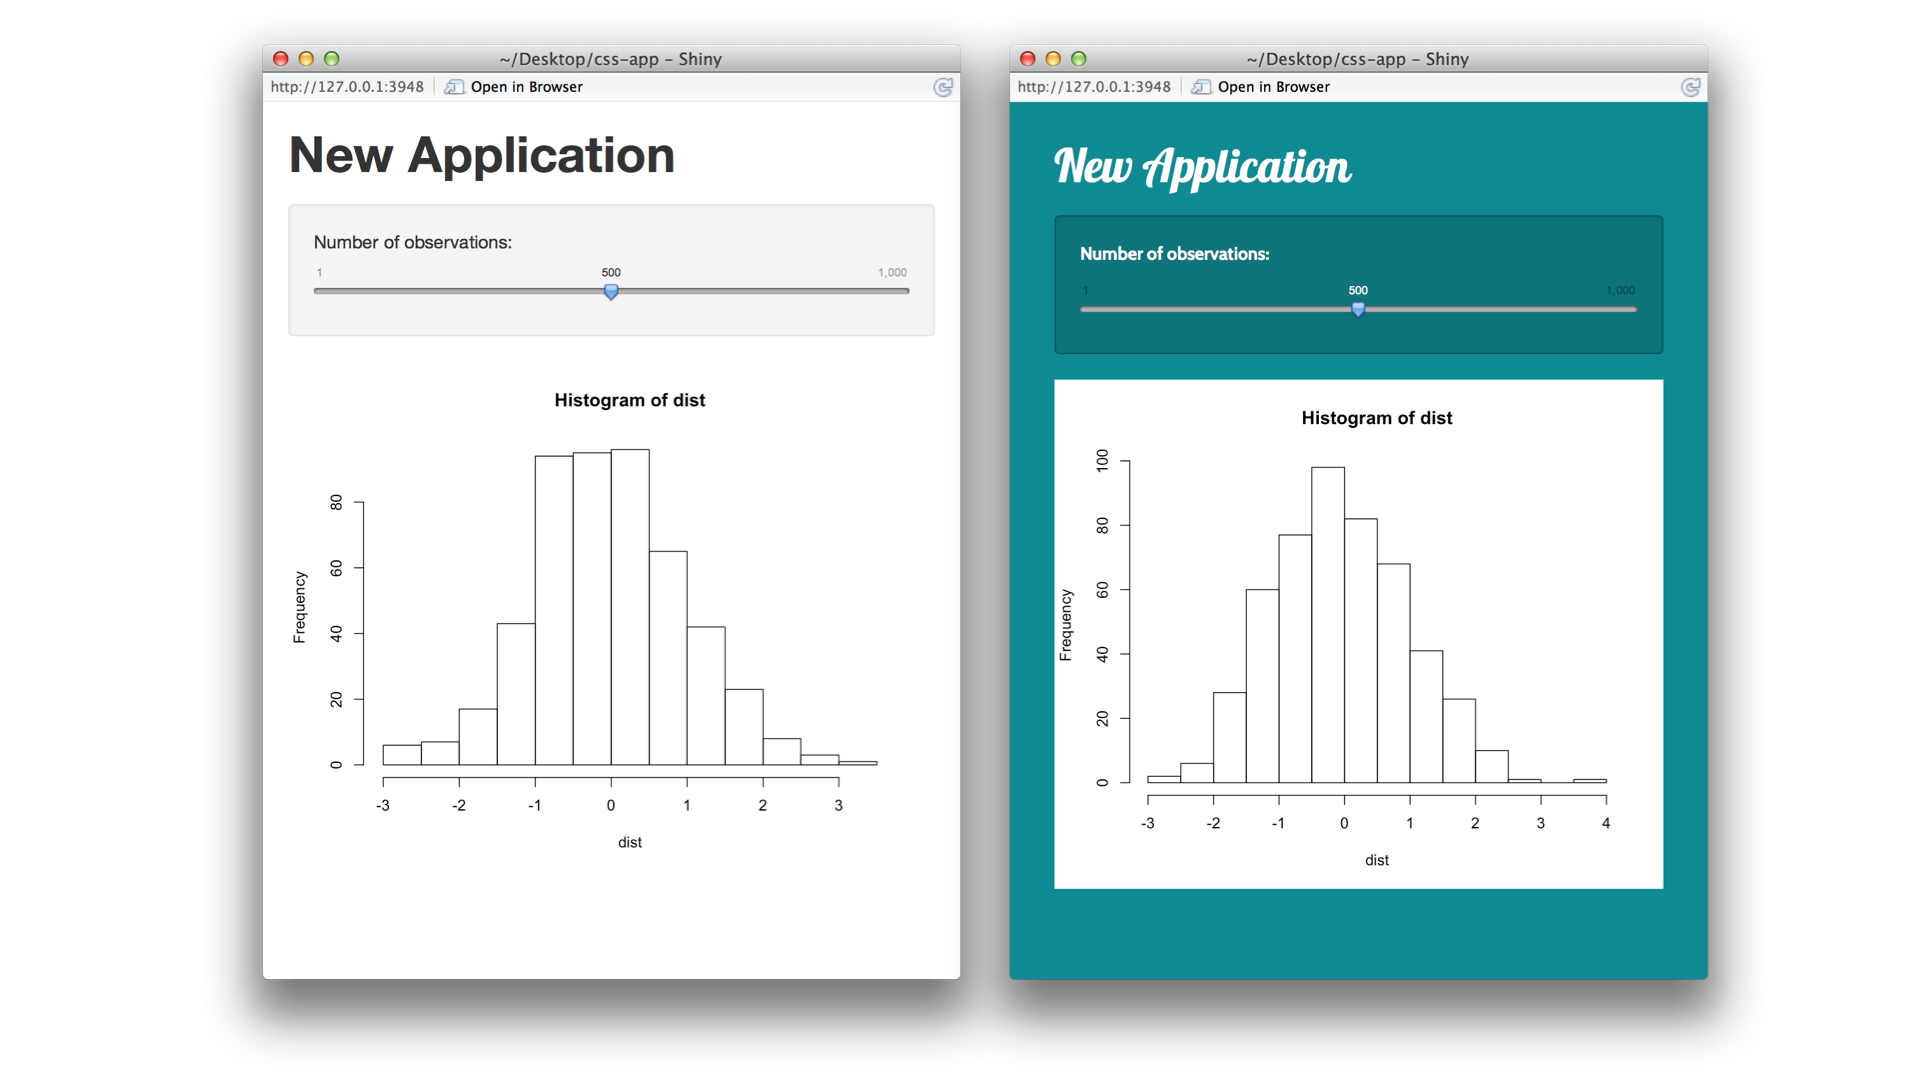 ~/Desktop/css-app – Shiny
http://127.0.0.1:3948 Open in Browser
New Application
Number of observations:
1 500 1,000
Histogram of dist
80
60
40
20
0
Frequency
-3 -2 -1 0 1 2 3
dist
~/Desktop/css-app – Shiny
http://127.0.0.1:3948 Open in Browser
New Application
Number of observations:
1 500 1,000
Histogram of dist
100
80
60
40
20
0
Frequency
-3 -2 -1 0 1 2 3 4
dist